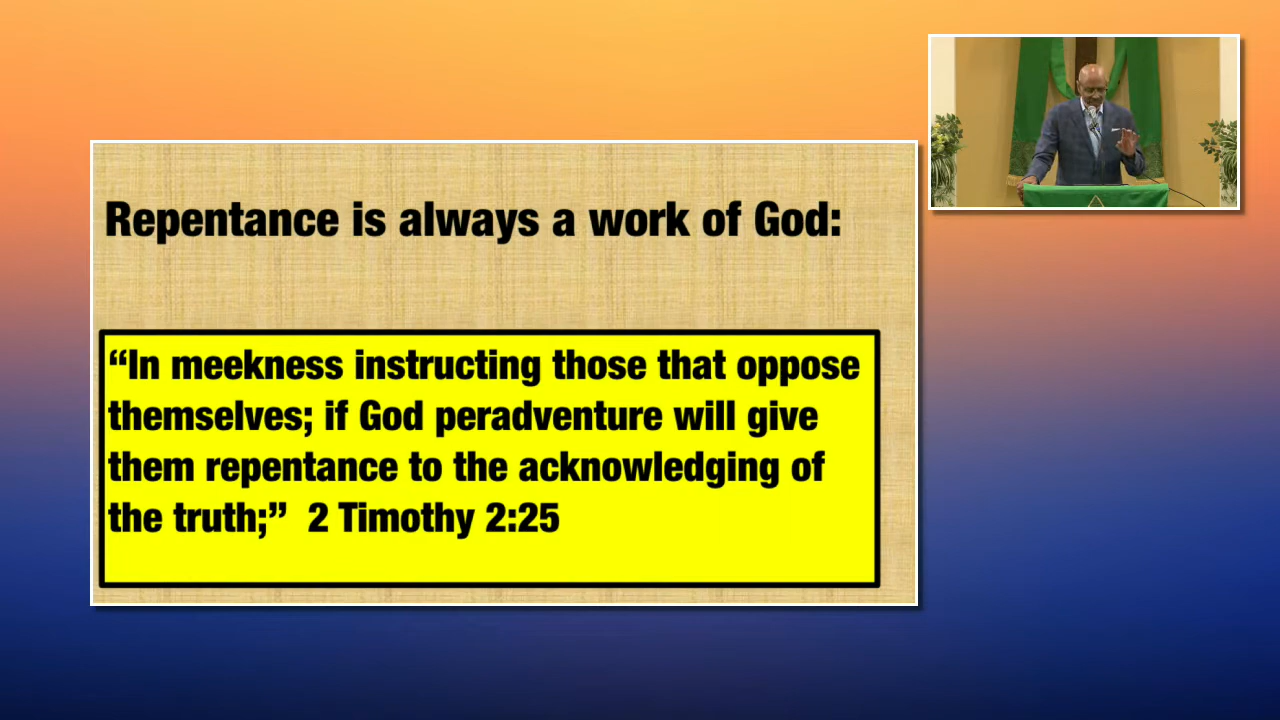 Repentance is always a work of God:
“In meekness instructing those that oppose
themselves; if God peradventure will give
them repentance to the acknowledging of
the truth;”  2 Timothy 2:25